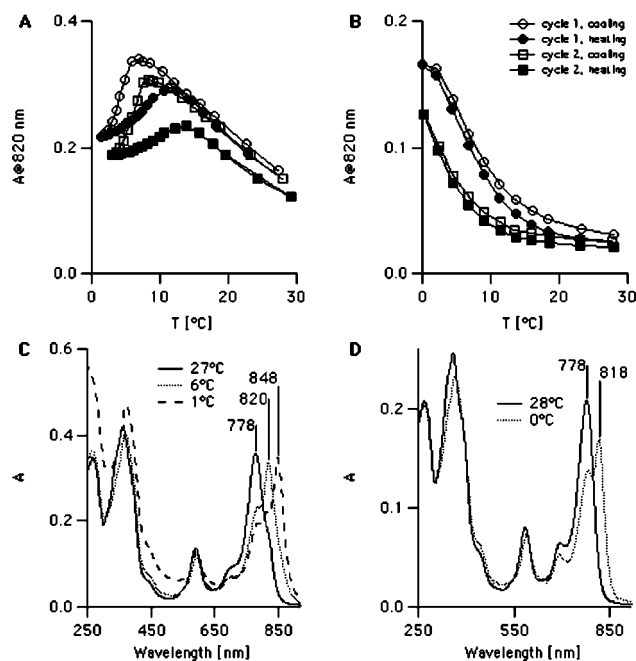 A
0.4
0.2
0.0
A@820 nm
0 10 20 30
T [°C]
B
cycle 1, cooling
cycle 1, heating
cycle 2, cooling
cycle 2, heating
0.2
0.1
0.0
A@820 nm
0 10 20 30
T [°C]
C
0.6
0.4
0.2
0.0
A
27°C
6°C
1°C
848
820
778
250 450 650 850
Wavelength [nm]
D
0.2
0.1
0.0
A
778
818
28°C
0°C
250 550 850
Wavelength [nm]